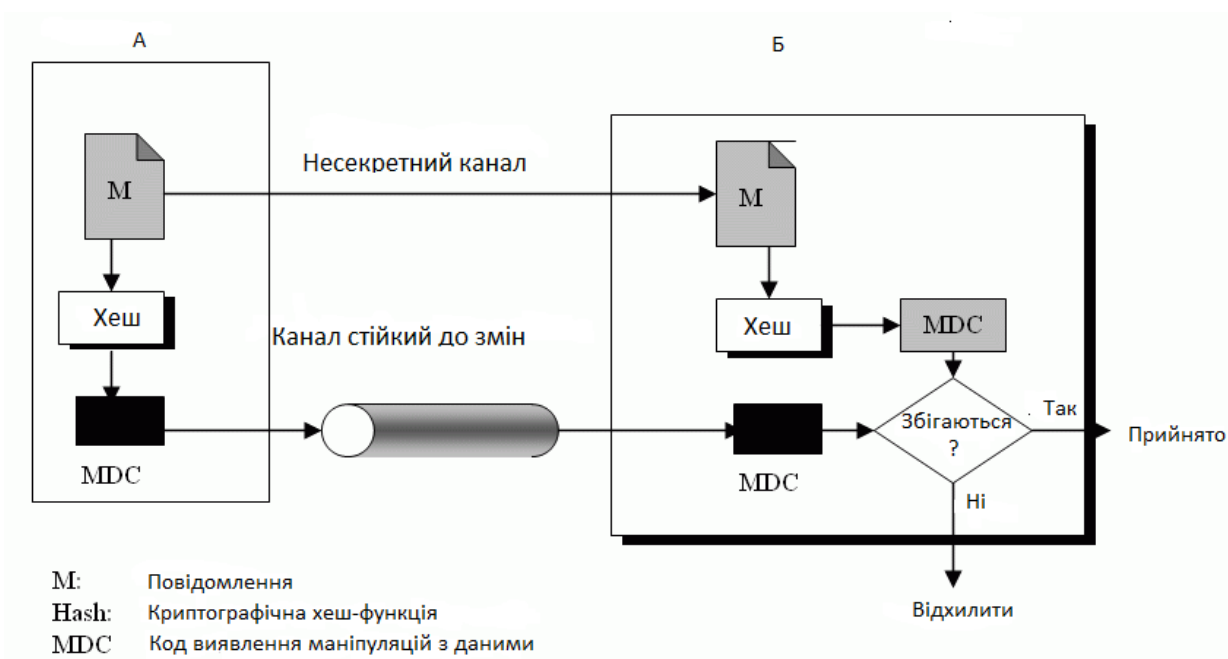 А
Б
Несекретний канал
М
М
Хеш
Хеш
MDC
Канал стійкий до змін
MDC
MDC
Збігаються
?
Так
Прийнято
Ні
Відхилити
М: Повідомлення
Hash: Криптографічна хеш-функція
MDC Код виявлення маніпуляцій з даними